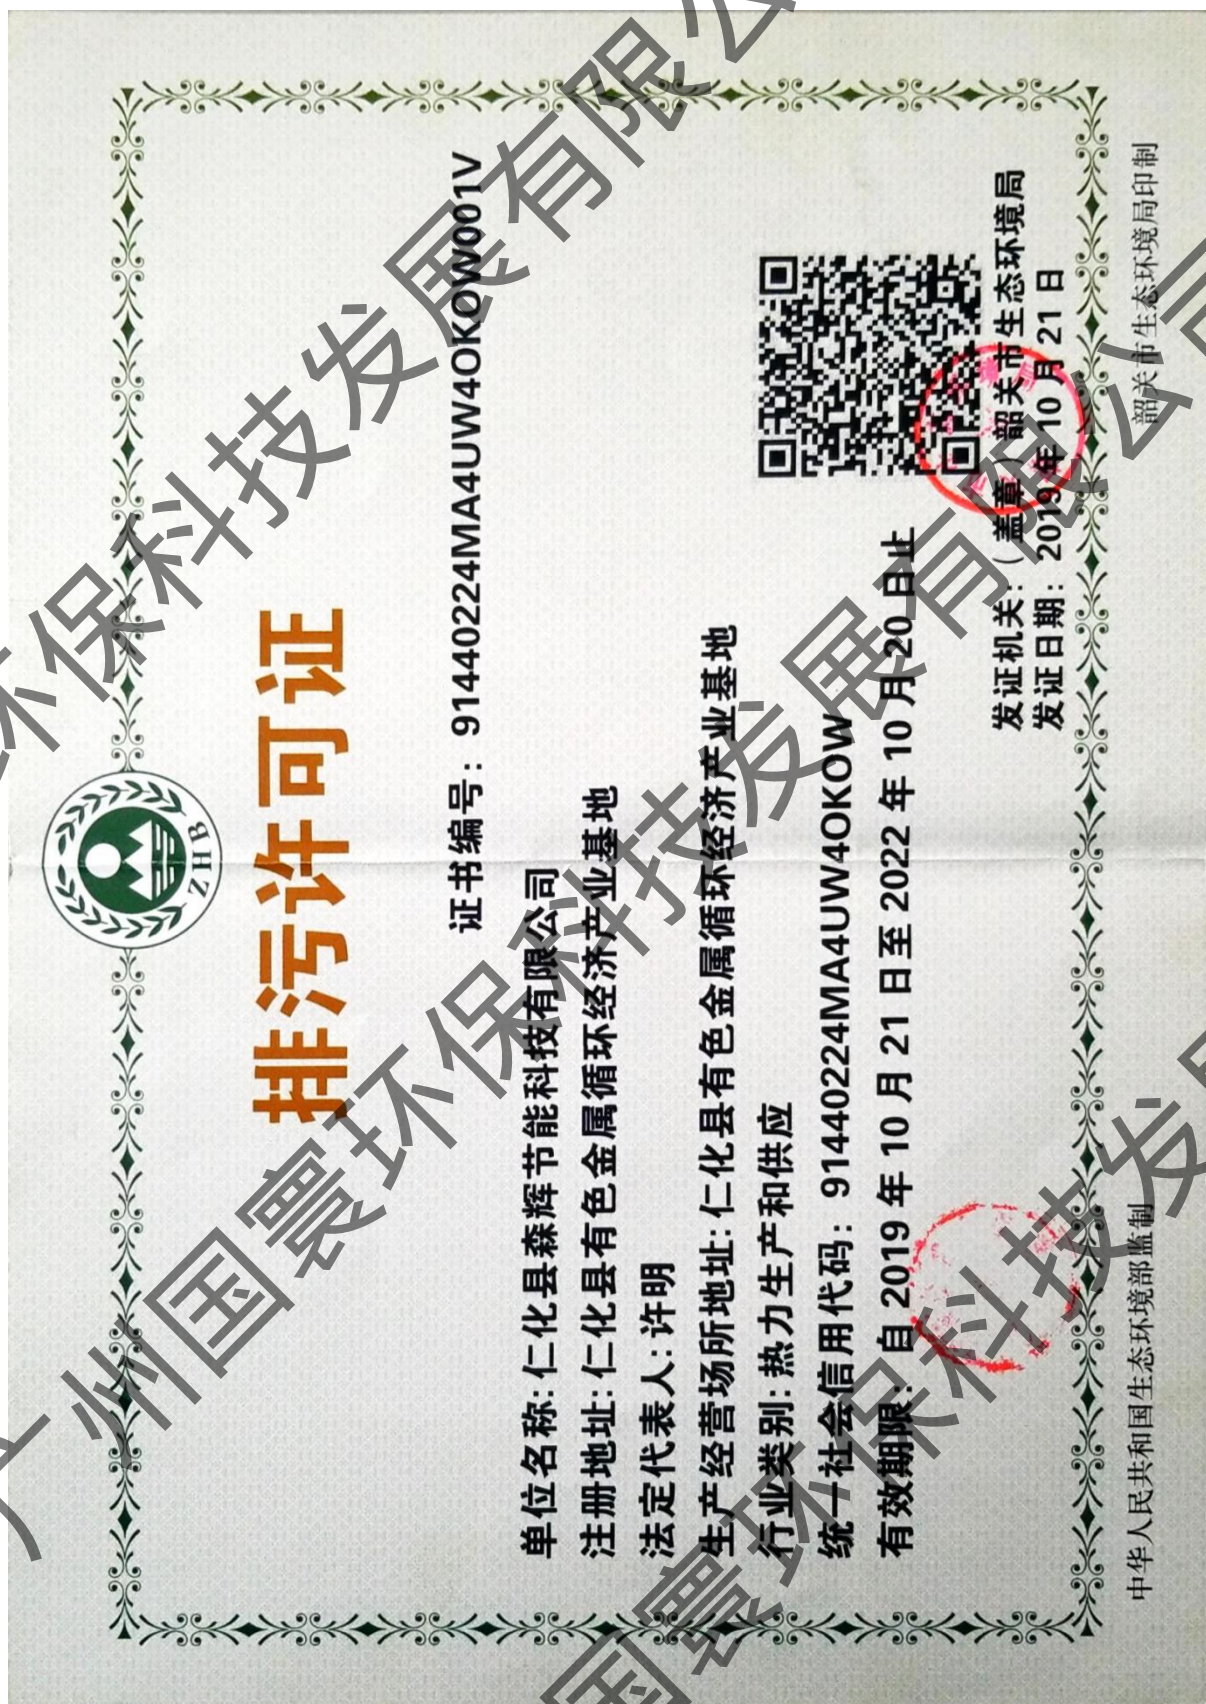 ZHB
排污许可证
证书编号：91440224MA4UW4OKOW001V
单位名称：仁化县森辉节能科技有限公司
注册地址：仁化县有色金属循环经济产业基地
法定代表人：许明
生产经营场所地址：仁化县有色金属循环经济产业基地
行业类别：热力生产和供应
统一社会信用代码：91440224MA4UW4OKOW
有效期限：自2019年10月21日至2022年10月20日止
发证机关：（盖章）韶关市生态环境局
发证日期：2019年10月21日
中华人民共和国生态环境部监制
韶关市生态环境局印制
环保科技发展有限公
广州国寰环保科技发展有限公司
国寰环保科技发展